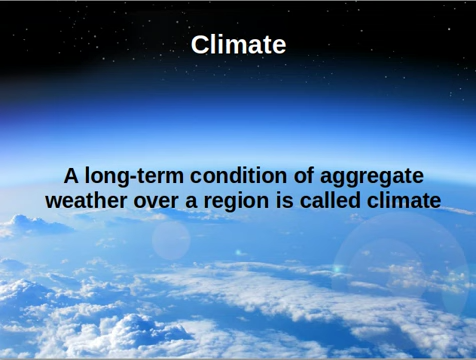 Climate
A long-term condition of aggregate
weather over a region is called climate